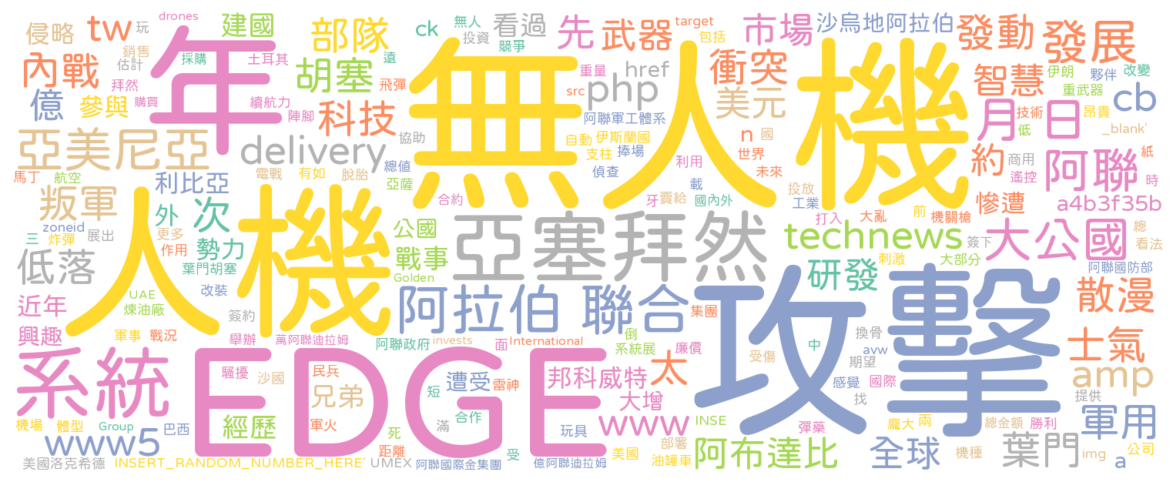 drones
玩
侵略
tw
建國
年
部隊
ck
看過
無人
投資
競爭
先
武器
target
包括
市場
沙烏地阿拉伯
發動
發展
銷售
估計
採購
土耳其
內戰
胡塞
遠
飛彈
無人機
重量
src
php
href
衝突
美元
智慧
伊朗
夥伴
改變
重武器
cb
拜然
購買
續航力
陣腳
億
參與
科技
阿聯軍工體系
n
國
月
日
技術
低
昂貴
_blank'
亞美尼亞
delivery
協助
自動
伊斯蘭國
支柱
捧場
世界
約
商用
遙控
阿聯
紙
時
馬丁
航空
電戰
有如
脫胎
總值
偵查
利用
未來
利比亞
亞薩
合約
牙
賣給
載
國內外
投放
工業
慘遭
a4b3f35b
叛軍
次
外
公國
人機
亞塞拜然
打入
大亂
機關槍
前
zoneid
更多
三
炸彈
展出
作用
勢力
戰事
technews
簽下
大公國
總
看法
低落
葉門胡塞
Golden
攻擊
研發
刺激
大部分
阿聯國防部
近年
UAE
煉油廠
改裝
簽約
阿拉伯 聯合
集團
散漫
興趣
軍事
戰況
舉辦
萬阿聯迪拉姆
阿聯政府
invests
面
International
倒
系統展
廉價
受傷
中
換骨
avw
期望
士氣
系統
EDGE
騷擾
沙國
民兵
兄弟
軍火
短
遭受
雷神
邦科威特
太
大增
感覺
國際
找
amp
提供
機場
體型
Group
巴西
經歷
死
距離
滿
合作
玩具
www
INSE
部署
彈藥
龐大
兩
總金額
勝利
軍用
www5
美國洛克希德
INSERT_RANDOM_NUMBER_HERE'
UMEX
阿聯國際金集團
受
億阿聯迪拉姆
美國
油罐車
阿布達比
全球
機種
葉門
img
a
公司